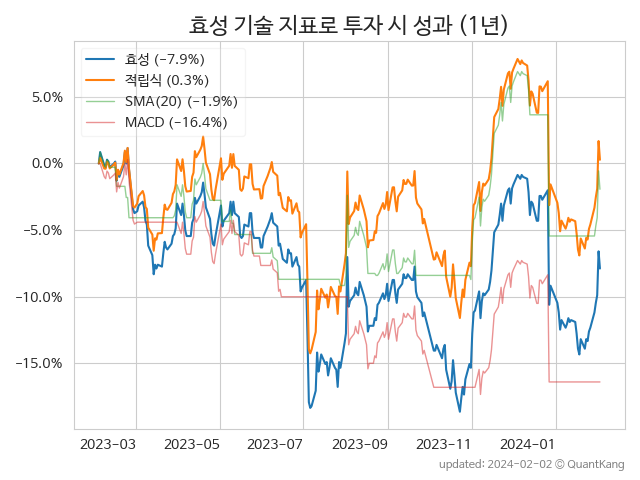 효성 기술 지표로 투자 시 성과 (1년)
효성 (−7.9%)
적립식 (0.3%)
SMA(20) (−1.9%)
MACD (−16.4%)
5.0%
0.0%
−5.0%
−10.0%
−15.0%
2023−03 2023−05 2023−07 2023−09 2023−11 2024−01
updated: 2024−02−02 © QuantKang